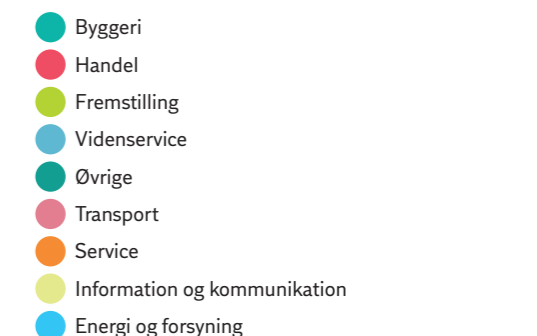 Byggeri
Handel
Fremstilling
Videnservice
Øvrige
Transport
Service
Information og kommunikation
Energi og forsyning